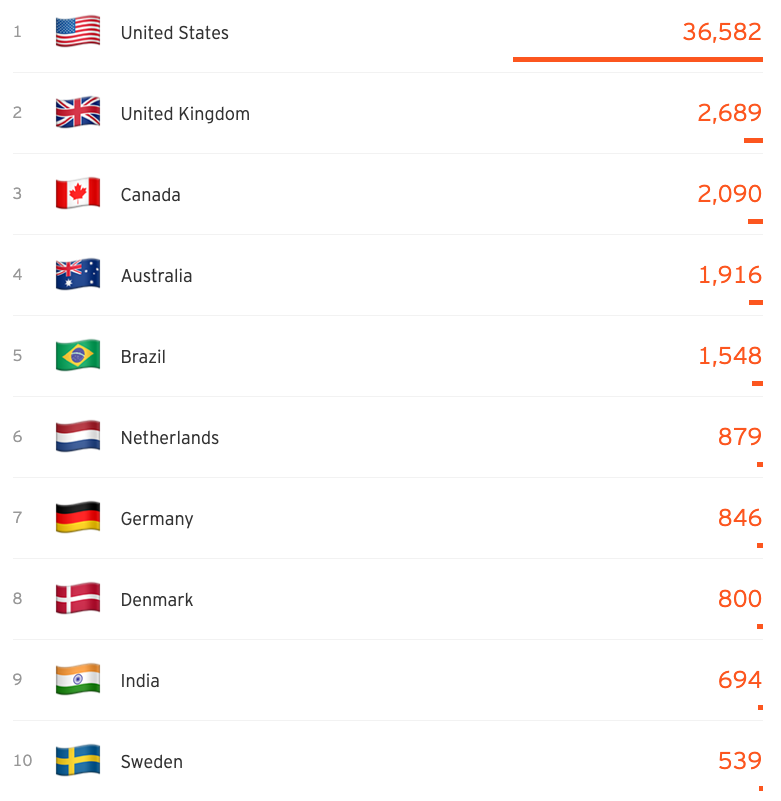 1 United States 36,582
2 United Kingdom 2,689
3 Canada 2,090
4 Australia 1,916
5 Brazil 1,548
6 Netherlands 879
7 Germany 846
8 Denmark 800
9 India 694
10 Sweden 539